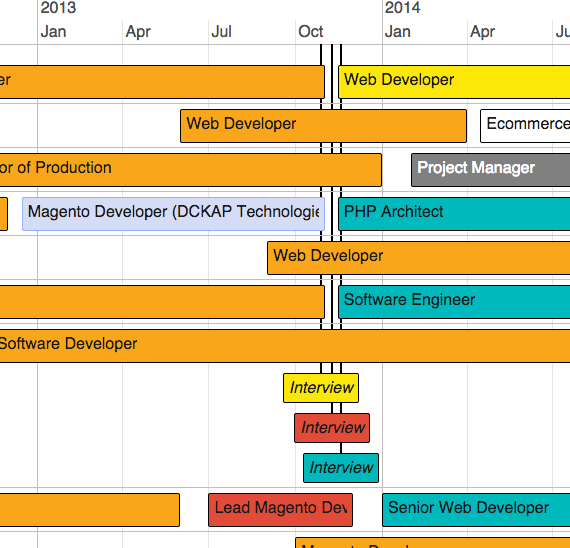 2013
2014
Jan
Apr
Jul
Oct
Jan
Apr
Ju
er
Web Developer
Web Developer
Ecommerce
or of Production
Project Manager
Magento Developer (DCKAP Technologie
PHP Architect
Web Developer
Software Engineer
Software Developer
Interview
Interview
Interview
Lead Magento Dev
Senior Web Developer